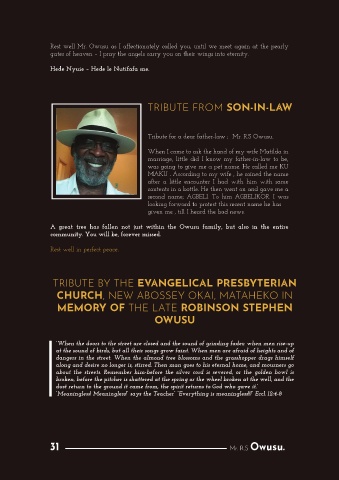 Rest well Mr. Owusu as I affectionately called you, until we meet again at the pearly
gates of heaven – I pray the angels carry you on their wings into eternity.
Hede Nyuie – Hede le Nutifafa me.
TRIBUTE FROM SON-IN-LAW
Tribute for a dear father-law ; Mr. R.S Owusu.
When I came to ask the hand of my wife Matilda in
marriage, little did I know my father-in-law to be,
was going to give me a pet name. He called me KU
MIAKU . According to my wife , he coined the name
after a little encounter I had with him with some
content in a bottle. He then went on and gave me a
second name; AGBELI. To him AGBELIKOR. I was
looking forward to protest this recent name he has
given me , till I heard the bad news.
A great tree has fallen not just within the Owusu family, but also in the entire
community. You will be, forever missed.
Rest well in perfect peace.
TRIBUTE BY THE EVANGELICAL PRESBYTERIAN
CHURCH, NEW ABOSSEY OKAI, MATAHEKO IN
MEMORY OF THE LATE ROBINSON STEPHEN
OWUSU
"When the doors to the street are closed and the sound of grinding fades; when men rise-up
at the sound of birds, but all their songs grow faint. When men are afraid of heights and of
dangers in the street. When the almond tree blossoms and the grasshopper drags himself
along and desire no longer is stirred. Then man goes to his eternal home, and mourners go
about the streets. Remember him-before the silver cord is severed, or the golden bowl is
broken; before the pitcher is shattered at the spring or the wheel broken at the well, and the
dust return to the ground it came from, the spirit returns to God who gave it.'
"Meaningless! Meaningless!' says the Teacher' "Everything is meaningless!!!' Eccl. 12:4-8
31 Mr. R.S Owusu.